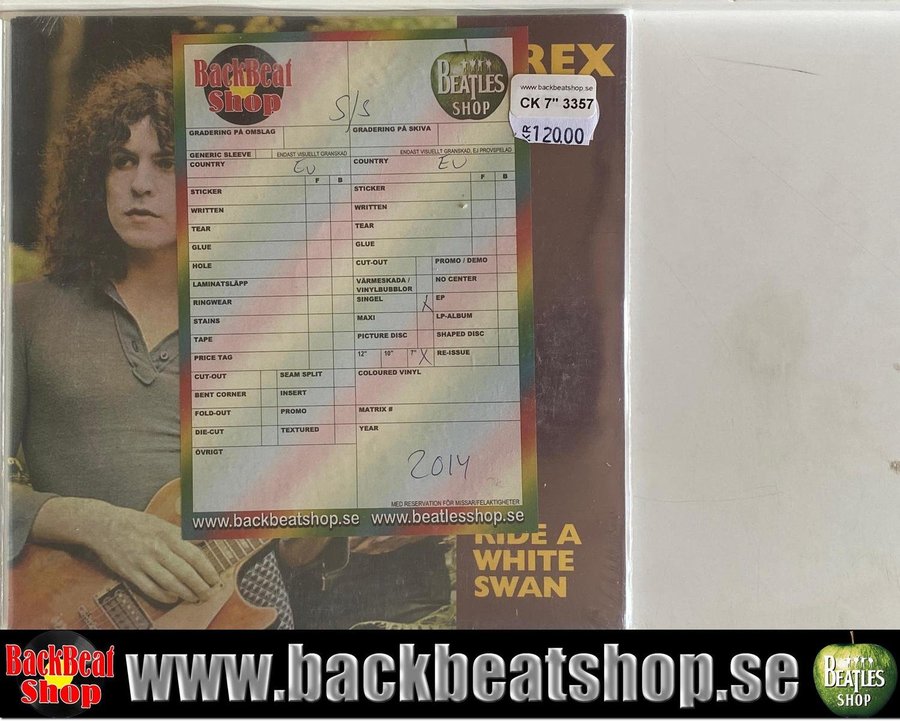 REX
BackBeat Shop
BEATLES SHOP
S/S
www.backbeatshop.se
CK 7" 3357
KR 120.00
GRADERING PÅ OMSLAG
GRADERING PÅ SKIVA
GENERIC SLEEVE
ENDAST VISUELLT GRANSKAD
ENDAST VISUELLT GRANSKAD, EJ PROVSPELAD
COUNTRY EU
COUNTRY EU
F B
F B
STICKER
WRITTEN
TEAR
GLUE
HOLE
LAMINATSLÄPP
RINGWEAR
STAINS
TAPE
PRICE TAG
CUT-OUT SEAM SPLIT
BENT CORNER INSERT
FOLD-OUT PROMO
DIE-CUT TEXTURED
ÖVRIGT
STICKER
WRITTEN
TEAR
GLUE
CUT-OUT PROMO / DEMO
VÄRMESKADA / VINYLBUBBLOR NO CENTER
SINGEL X EP
MAXI LP-ALBUM
PICTURE DISC SHAPED DISC
12" 10" 7" X RE-ISSUE
COLOURED VINYL
MATRIX #
YEAR
2014
MED RESERVATION FÖR MISSAR/FELAKTIGHETER
www.backbeatshop.se www.beatlesshop.se
RIDE A
WHITE
SWAN
BackBeat Shop
www.backbeatshop.se
BEATLES SHOP